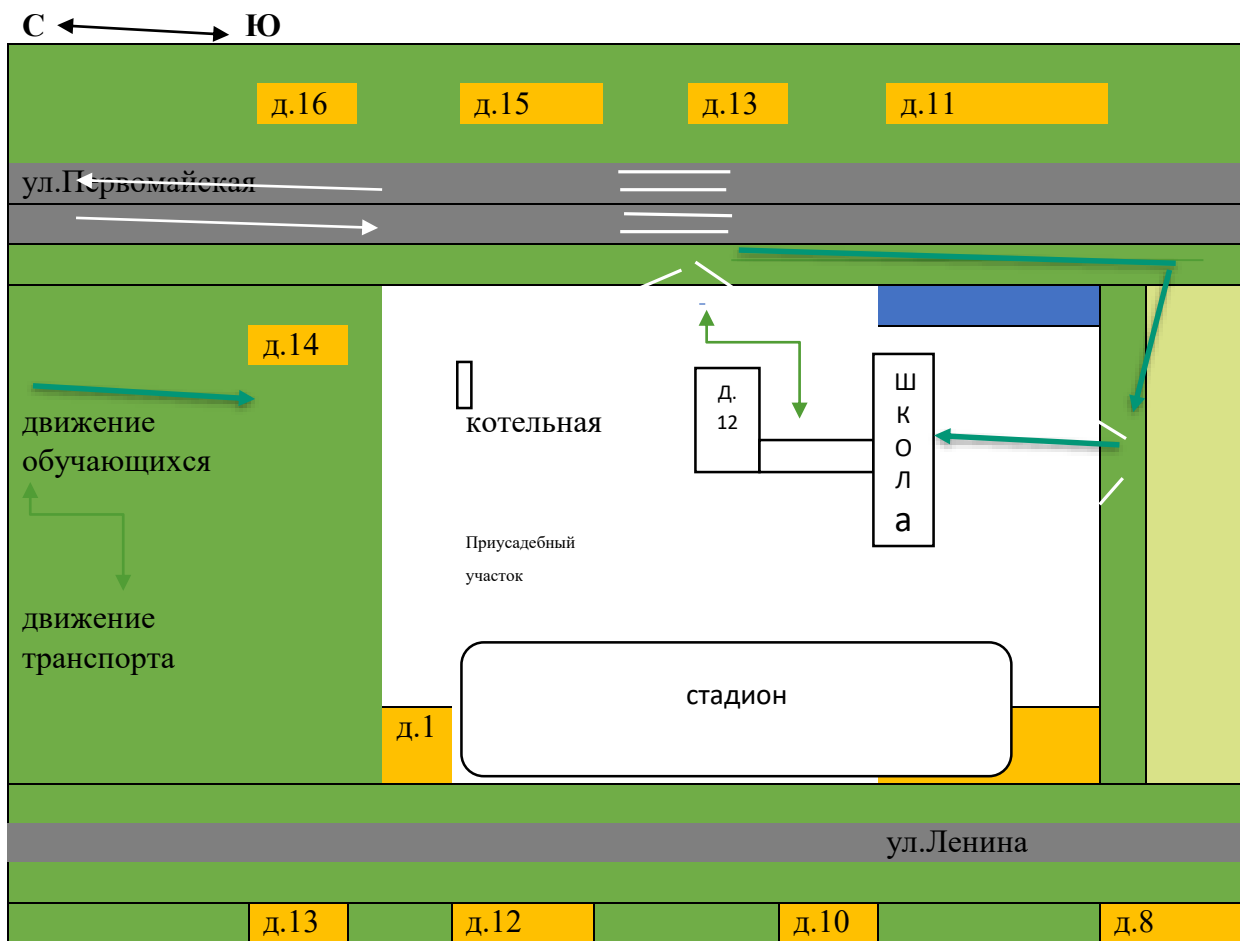 С Ю
д.16 д.15 д.13 д.11
ул.Первомайская
д.14
движение
обучающихся
движение
транспорта
котельная
Д.
12
Ш
К
О
Л
а
Приусадебный
участок
стадион
д.1
ул.Ленина
д.13 д.12 д.10 д.8